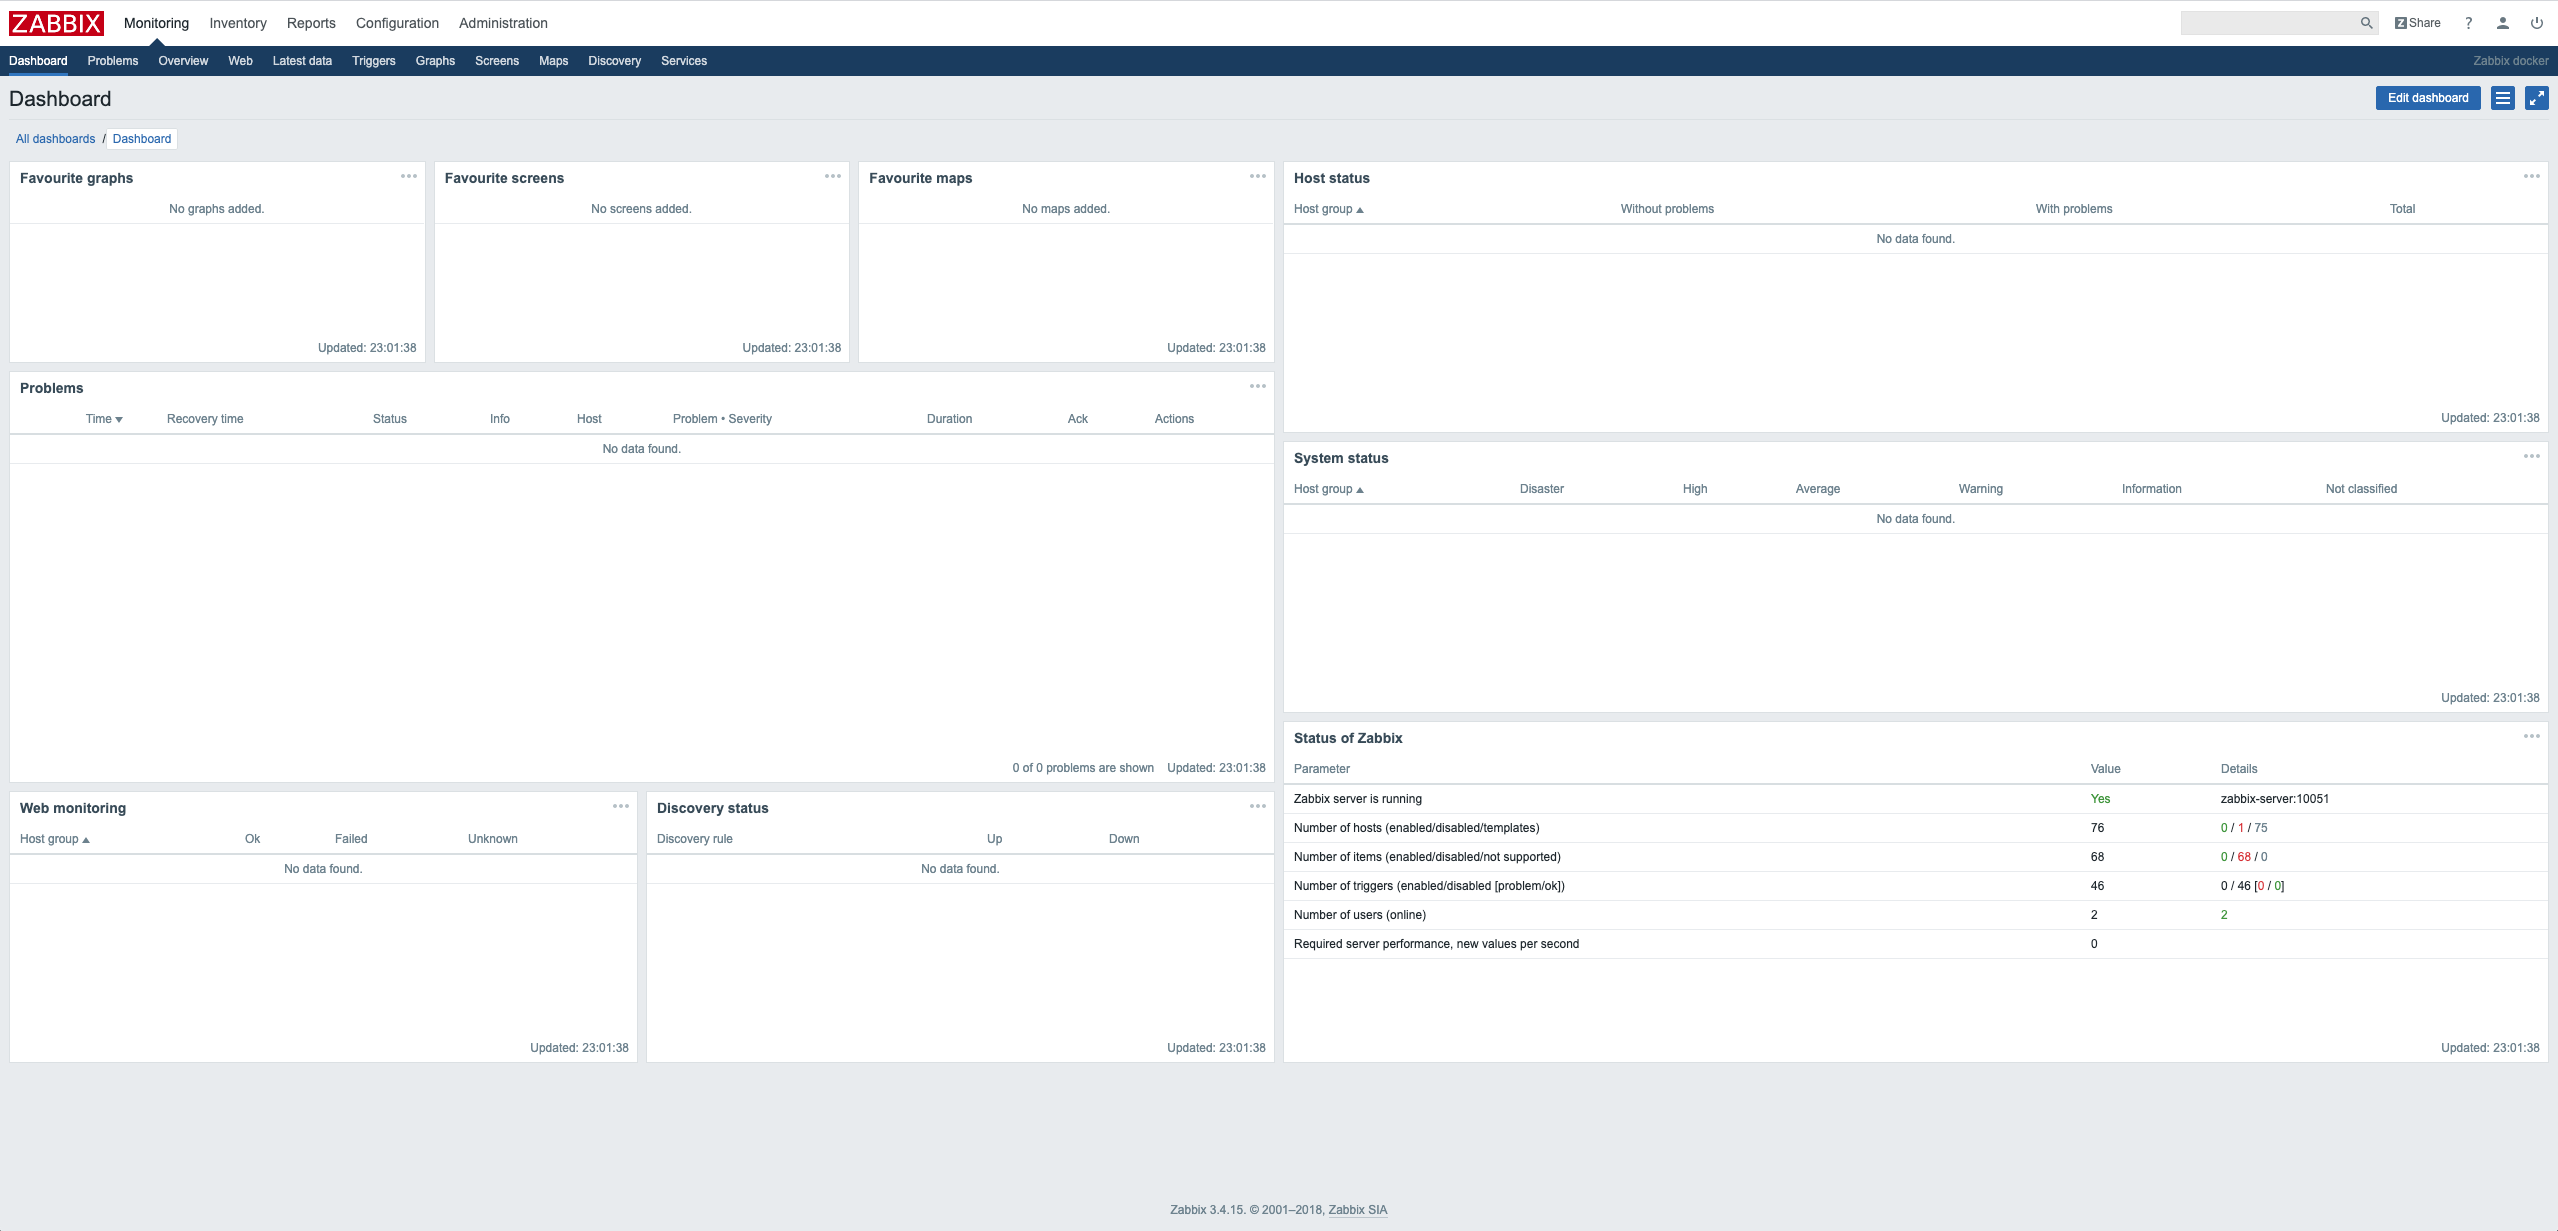 ZABBIX Monitoring Inventory Reports Configuration Administration Z Share ?
Dashboard Problems Overview Web Latest data Triggers Graphs Screens Maps Discovery Services Zabbix docker
Dashboard Edit dashboard
All dashboards / Dashboard
Favourite graphs
No graphs added.
Updated: 23:01:38
Favourite screens
No screens added.
Updated: 23:01:38
Favourite maps
No maps added.
Updated: 23:01:38
Host status
Host group Without problems With problems Total
No data found.
Updated: 23:01:38
Problems
Time Recovery time Status Info Host Problem • Severity Duration Ack Actions
No data found.
0 of 0 problems are shown Updated: 23:01:38
System status
Host group Disaster High Average Warning Information Not classified
No data found.
Updated: 23:01:38
Web monitoring
Host group Ok Failed Unknown
No data found.
Updated: 23:01:38
Discovery status
Discovery rule Up Down
No data found.
Updated: 23:01:38
Status of Zabbix
Parameter Value Details
Zabbix server is running Yes zabbix-server:10051
Number of hosts (enabled/disabled/templates) 76 0 / 1 / 75
Number of items (enabled/disabled/not supported) 68 0 / 68 / 0
Number of triggers (enabled/disabled [problem/ok]) 46 0 / 46 [0 / 0]
Number of users (online) 2 2
Required server performance, new values per second 0
Updated: 23:01:38
Zabbix 3.4.15. © 2001–2018, Zabbix SIA